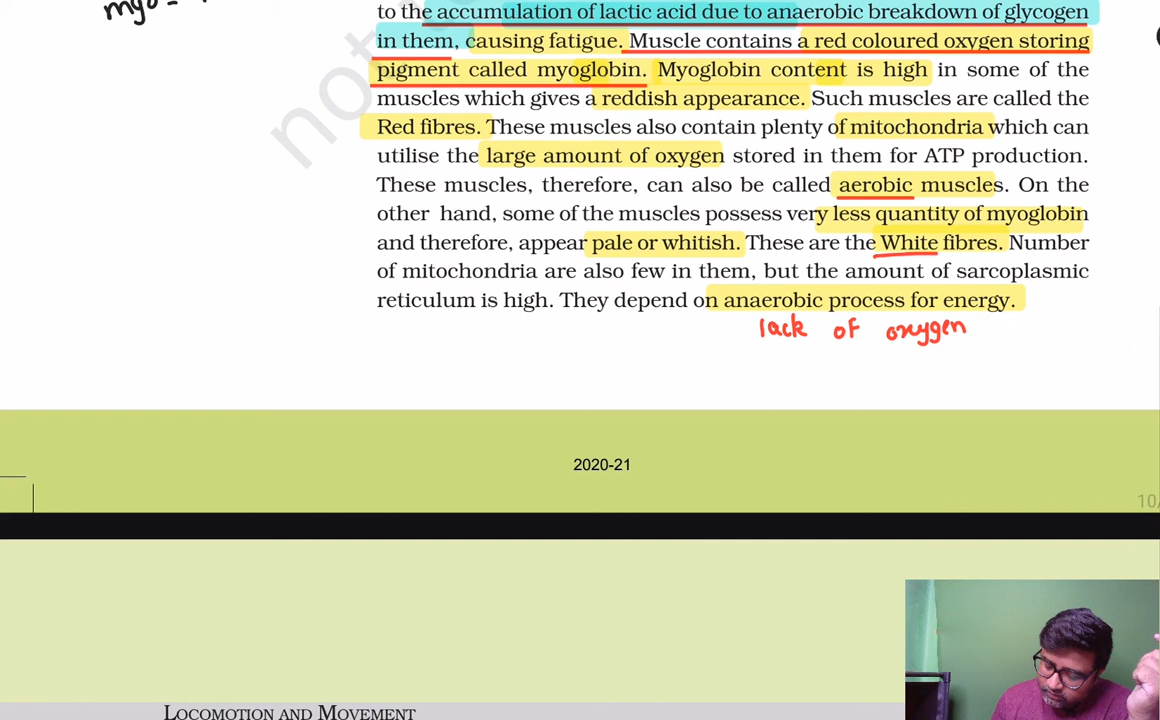 to the accumulation of lactic acid due to anaerobic breakdown of glycogen
in them, causing fatigue. Muscle contains a red coloured oxygen storing
pigment called myoglobin. Myoglobin content is high in some of the
muscles which gives a reddish appearance. Such muscles are called the
Red fibres. These muscles also contain plenty of mitochondria which can
utilise the large amount of oxygen stored in them for ATP production.
These muscles, therefore, can also be called aerobic muscles. On the
other hand, some of the muscles possess very less quantity of myoglobin
and therefore, appear pale or whitish. These are the White fibres. Number
of mitochondria are also few in them, but the amount of sarcoplasmic
reticulum is high. They depend on anaerobic process for energy.
lack of oxygen
2020-21
LOCOMOTION AND MOVEMENT